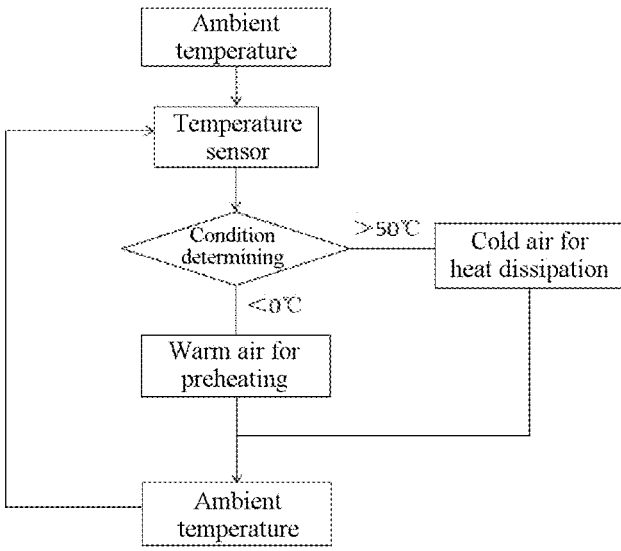 Ambient
temperature
Temperature
sensor
Condition
determining
>50℃
Cold air for
heat dissipation
<0℃
Warm air for
preheating
Ambient
temperature